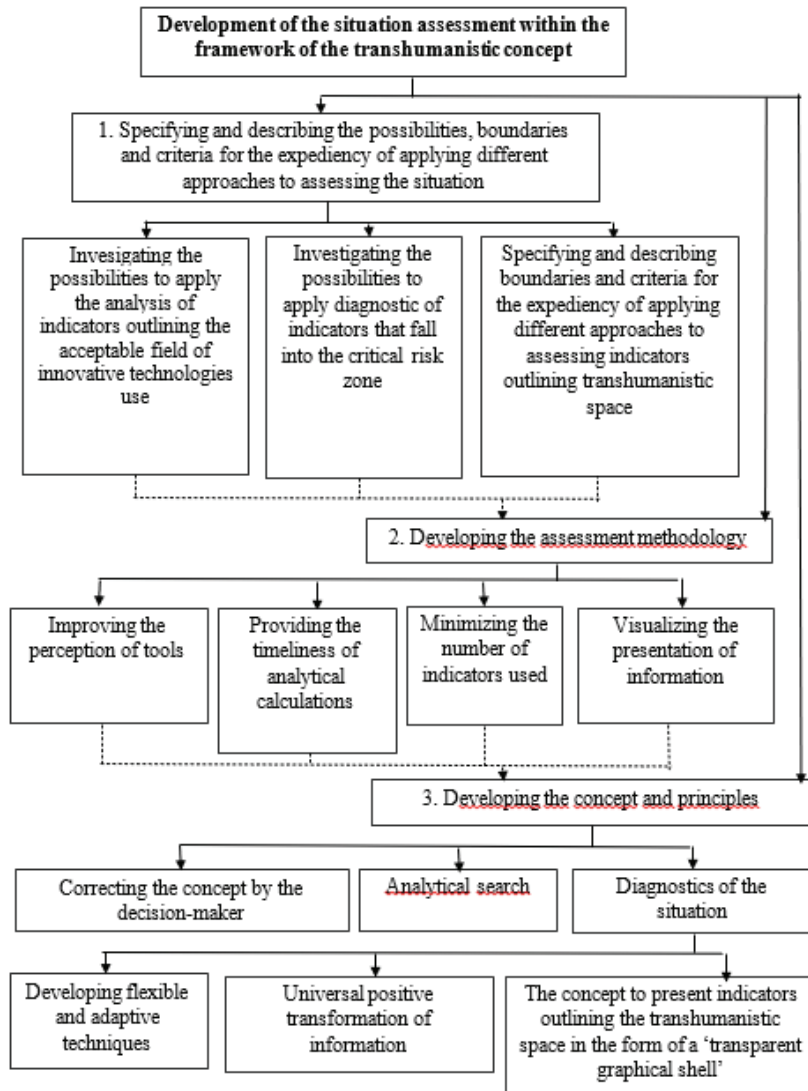 Development of the situation assessment within the
framework of the transhumanistic concept
1. Specifying and describing the possibilities, boundaries
and criteria for the expediency of applying different
approaches to assessing the situation
Invesigating the
possibilities to apply
the analysis of
indicators outlining the
acceptable field of
innovative technologies
use
Investigating the
possibilities to
apply diagnostic of
indicators that fall
into the critical risk
zone
Specifying and describing
boundaries and criteria for
the expediency of applying
different approaches to
assessing indicators
outlining transhumanistic
space
2. Developing the assessment methodology
Improving the
perception of tools
Providing the
timeliness of
analytical
calculations
Minimizing the
number of
indicators used
Visualizing the
presentation of
information
3. Developing the concept and principles
Correcting the concept by the
decision-maker
Analytical search
Diagnostics of the
situation
Developing flexible
and adaptive
techniques
Universal positive
transformation of
information
The concept to present indicators
outlining the transhumanistic
space in the form of a ‘transparent
graphical shell’